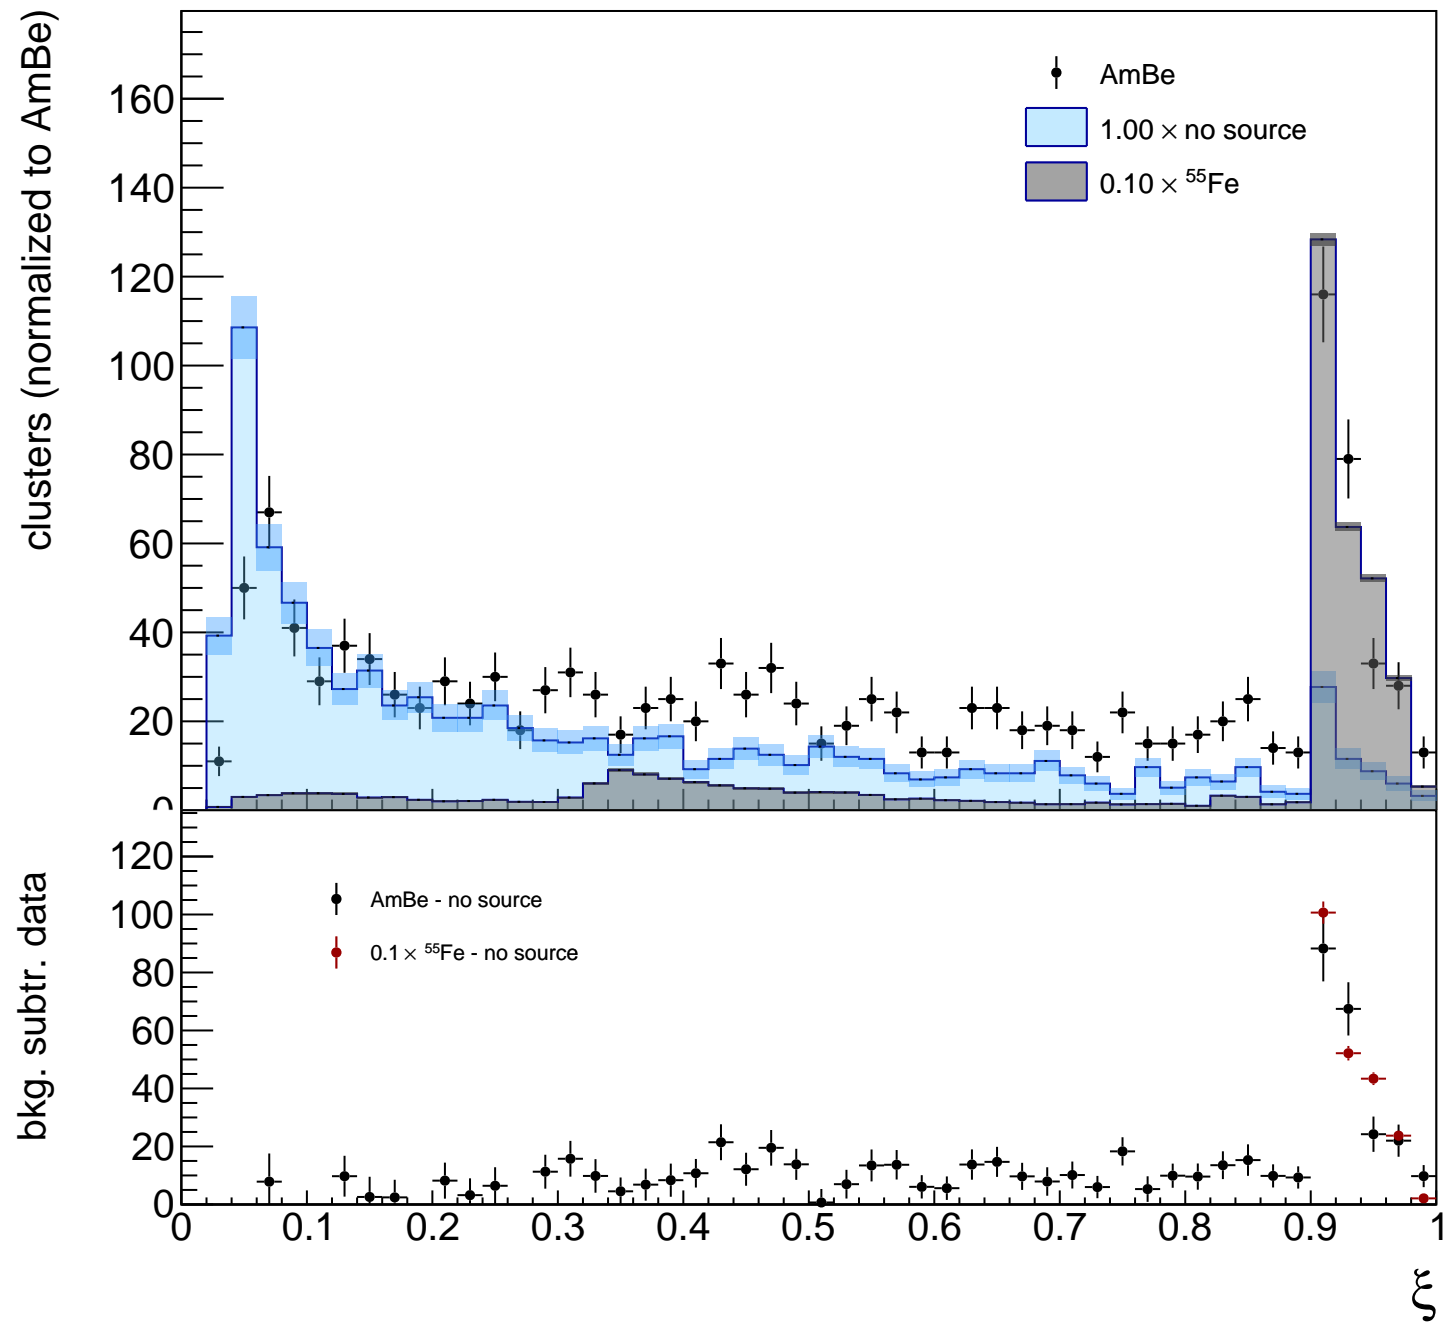 clusters (normalized to AmBe)
160
140
120
100
80
60
40
20
0
AmBe
1.00 × no source
0.10 × ⁵⁵Fe
bkg. subtr. data
120
100
80
60
40
20
0
AmBe - no source
0.1× ⁵⁵Fe - no source
0 0.1 0.2 0.3 0.4 0.5 0.6 0.7 0.8 0.9 1
ξ